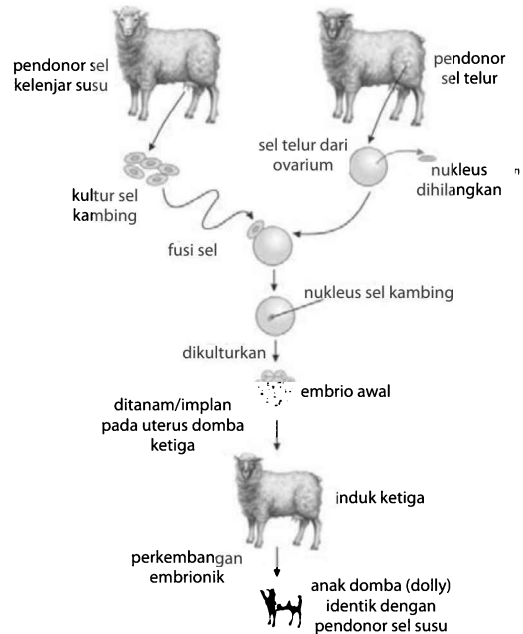 pendonor sel
kelenjar susu
pendonor
sel telur
sel telur dari
ovarium
nukleus
dihilangkan
n
kultur sel
kambing
fusi sel
nukleus sel kambing
dikulturkan
embrio awal
ditanam/implan
pada uterus domba
ketiga
induk ketiga
perkembangan
embrionik
anak domba (dolly)
identik dengan
pendonor sel susu